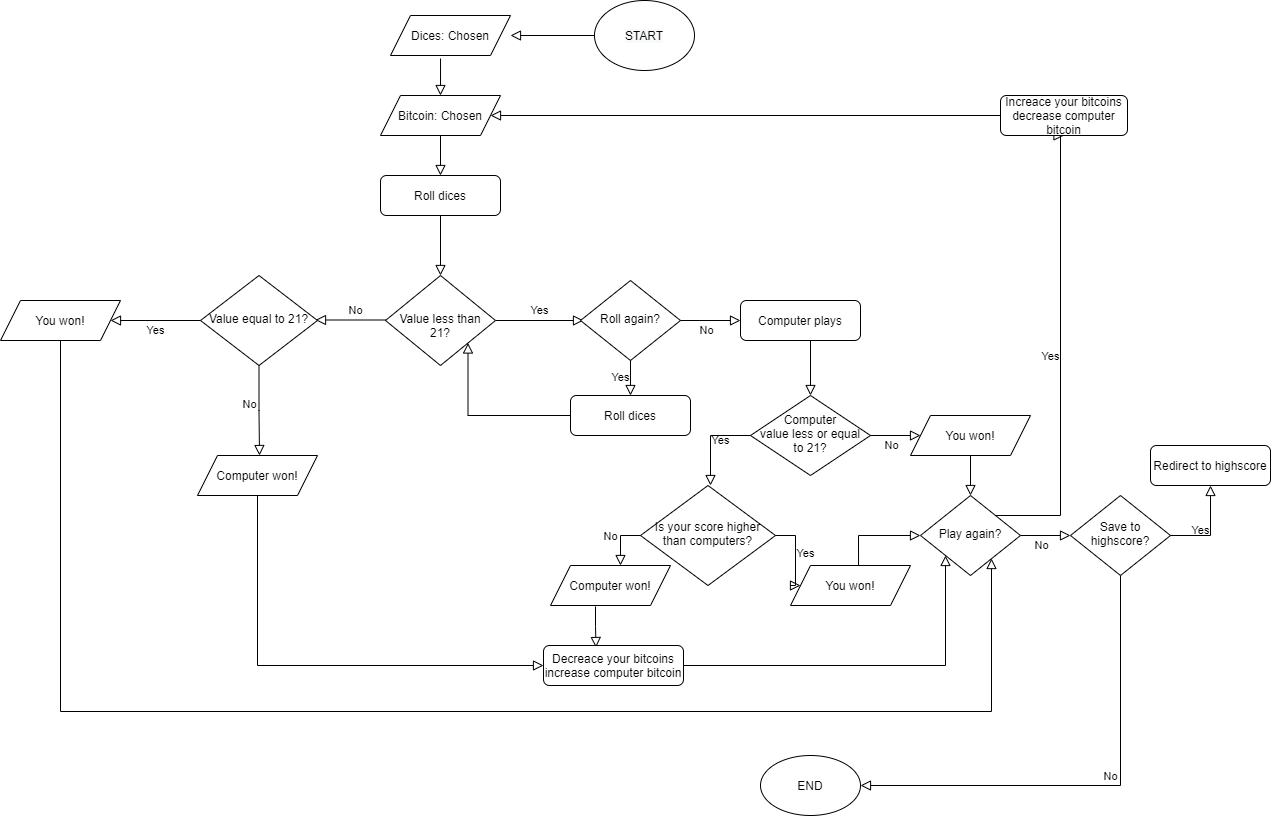 START
Dices: Chosen
Bitcoin: Chosen
Increace your bitcoins
decrease computer
bitcoin
Roll dices
You won!
Yes
Value equal to 21?
No
Value less than
21?
Yes
Roll again?
No
Computer plays
Yes
Yes
Roll dices
No
Computer
value less or equal
to 21?
Yes
No
You won!
Redirect to highscore
Computer won!
Is your score higher
than computers?
No
Yes
Play again?
No
Save to
highscore?
Yes
Computer won!
You won!
Decreace your bitcoins
increase computer bitcoin
No
END